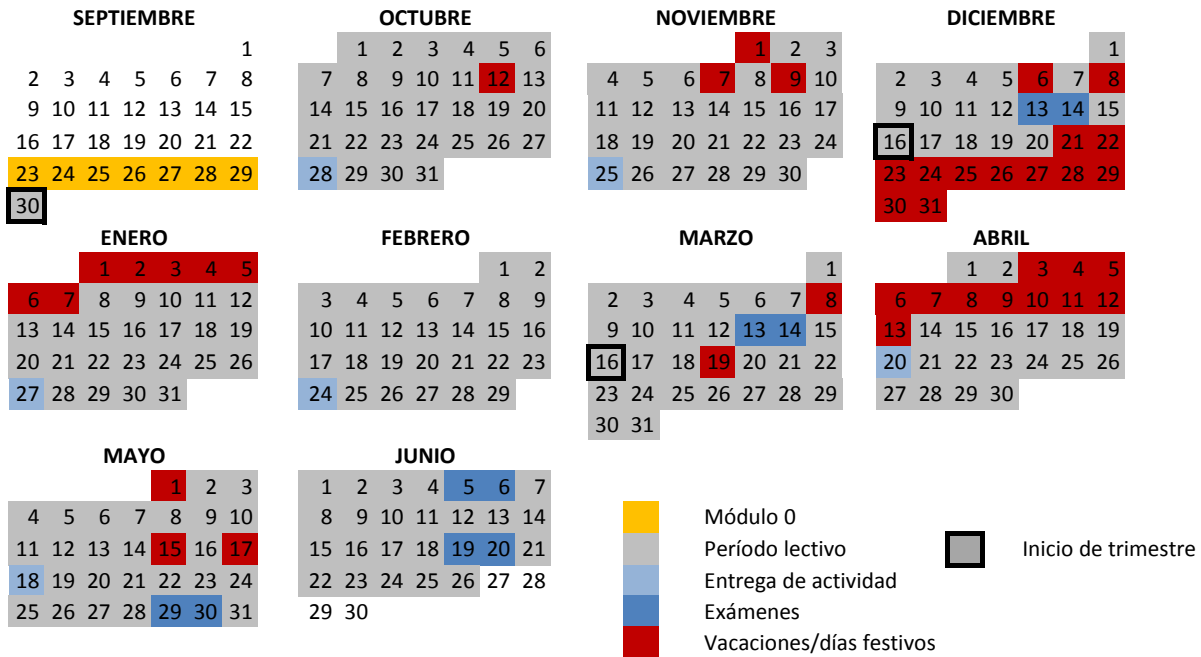 SEPTIEMBRE OCTUBRE NOVIEMBRE DICIEMBRE
1 1 2 3 4 5 6 1 2 3 1
2 3 4 5 6 7 8 7 8 9 10 11 12 13 4 5 6 7 8 9 10 2 3 4 5 6 7 8
9 10 11 12 13 14 15 14 15 16 17 18 19 20 11 12 13 14 15 16 17 9 10 11 12 13 14 15
16 17 18 19 20 21 22 21 22 23 24 25 26 27 18 19 20 21 22 23 24 16 17 18 19 20 21 22
23 24 25 26 27 28 29 28 29 30 31 25 26 27 28 29 30 23 24 25 26 27 28 29
30 30 31
ENERO FEBRERO MARZO ABRIL
1 2 3 4 5 1 2 1 1 2 3 4 5
6 7 8 9 10 11 12 3 4 5 6 7 8 9 2 3 4 5 6 7 8 6 7 8 9 10 11 12
13 14 15 16 17 18 19 10 11 12 13 14 15 16 9 10 11 12 13 14 15 13 14 15 16 17 18 19
20 21 22 23 24 25 26 17 18 19 20 21 22 23 16 17 18 19 20 21 22 20 21 22 23 24 25 26
27 28 29 30 31 24 25 26 27 28 29 23 24 25 26 27 28 29 27 28 29 30
30 31
MAYO JUNIO
1 2 3 1 2 3 4 5 6 7
4 5 6 7 8 9 10 8 9 10 11 12 13 14 Módulo 0
11 12 13 14 15 16 17 15 16 17 18 19 20 21 Período lectivo Inicio de trimestre
18 19 20 21 22 23 24 22 23 24 25 26 27 28 Entrega de actividad
25 26 27 28 29 30 31 29 30 Exámenes
Vacaciones/días festivos